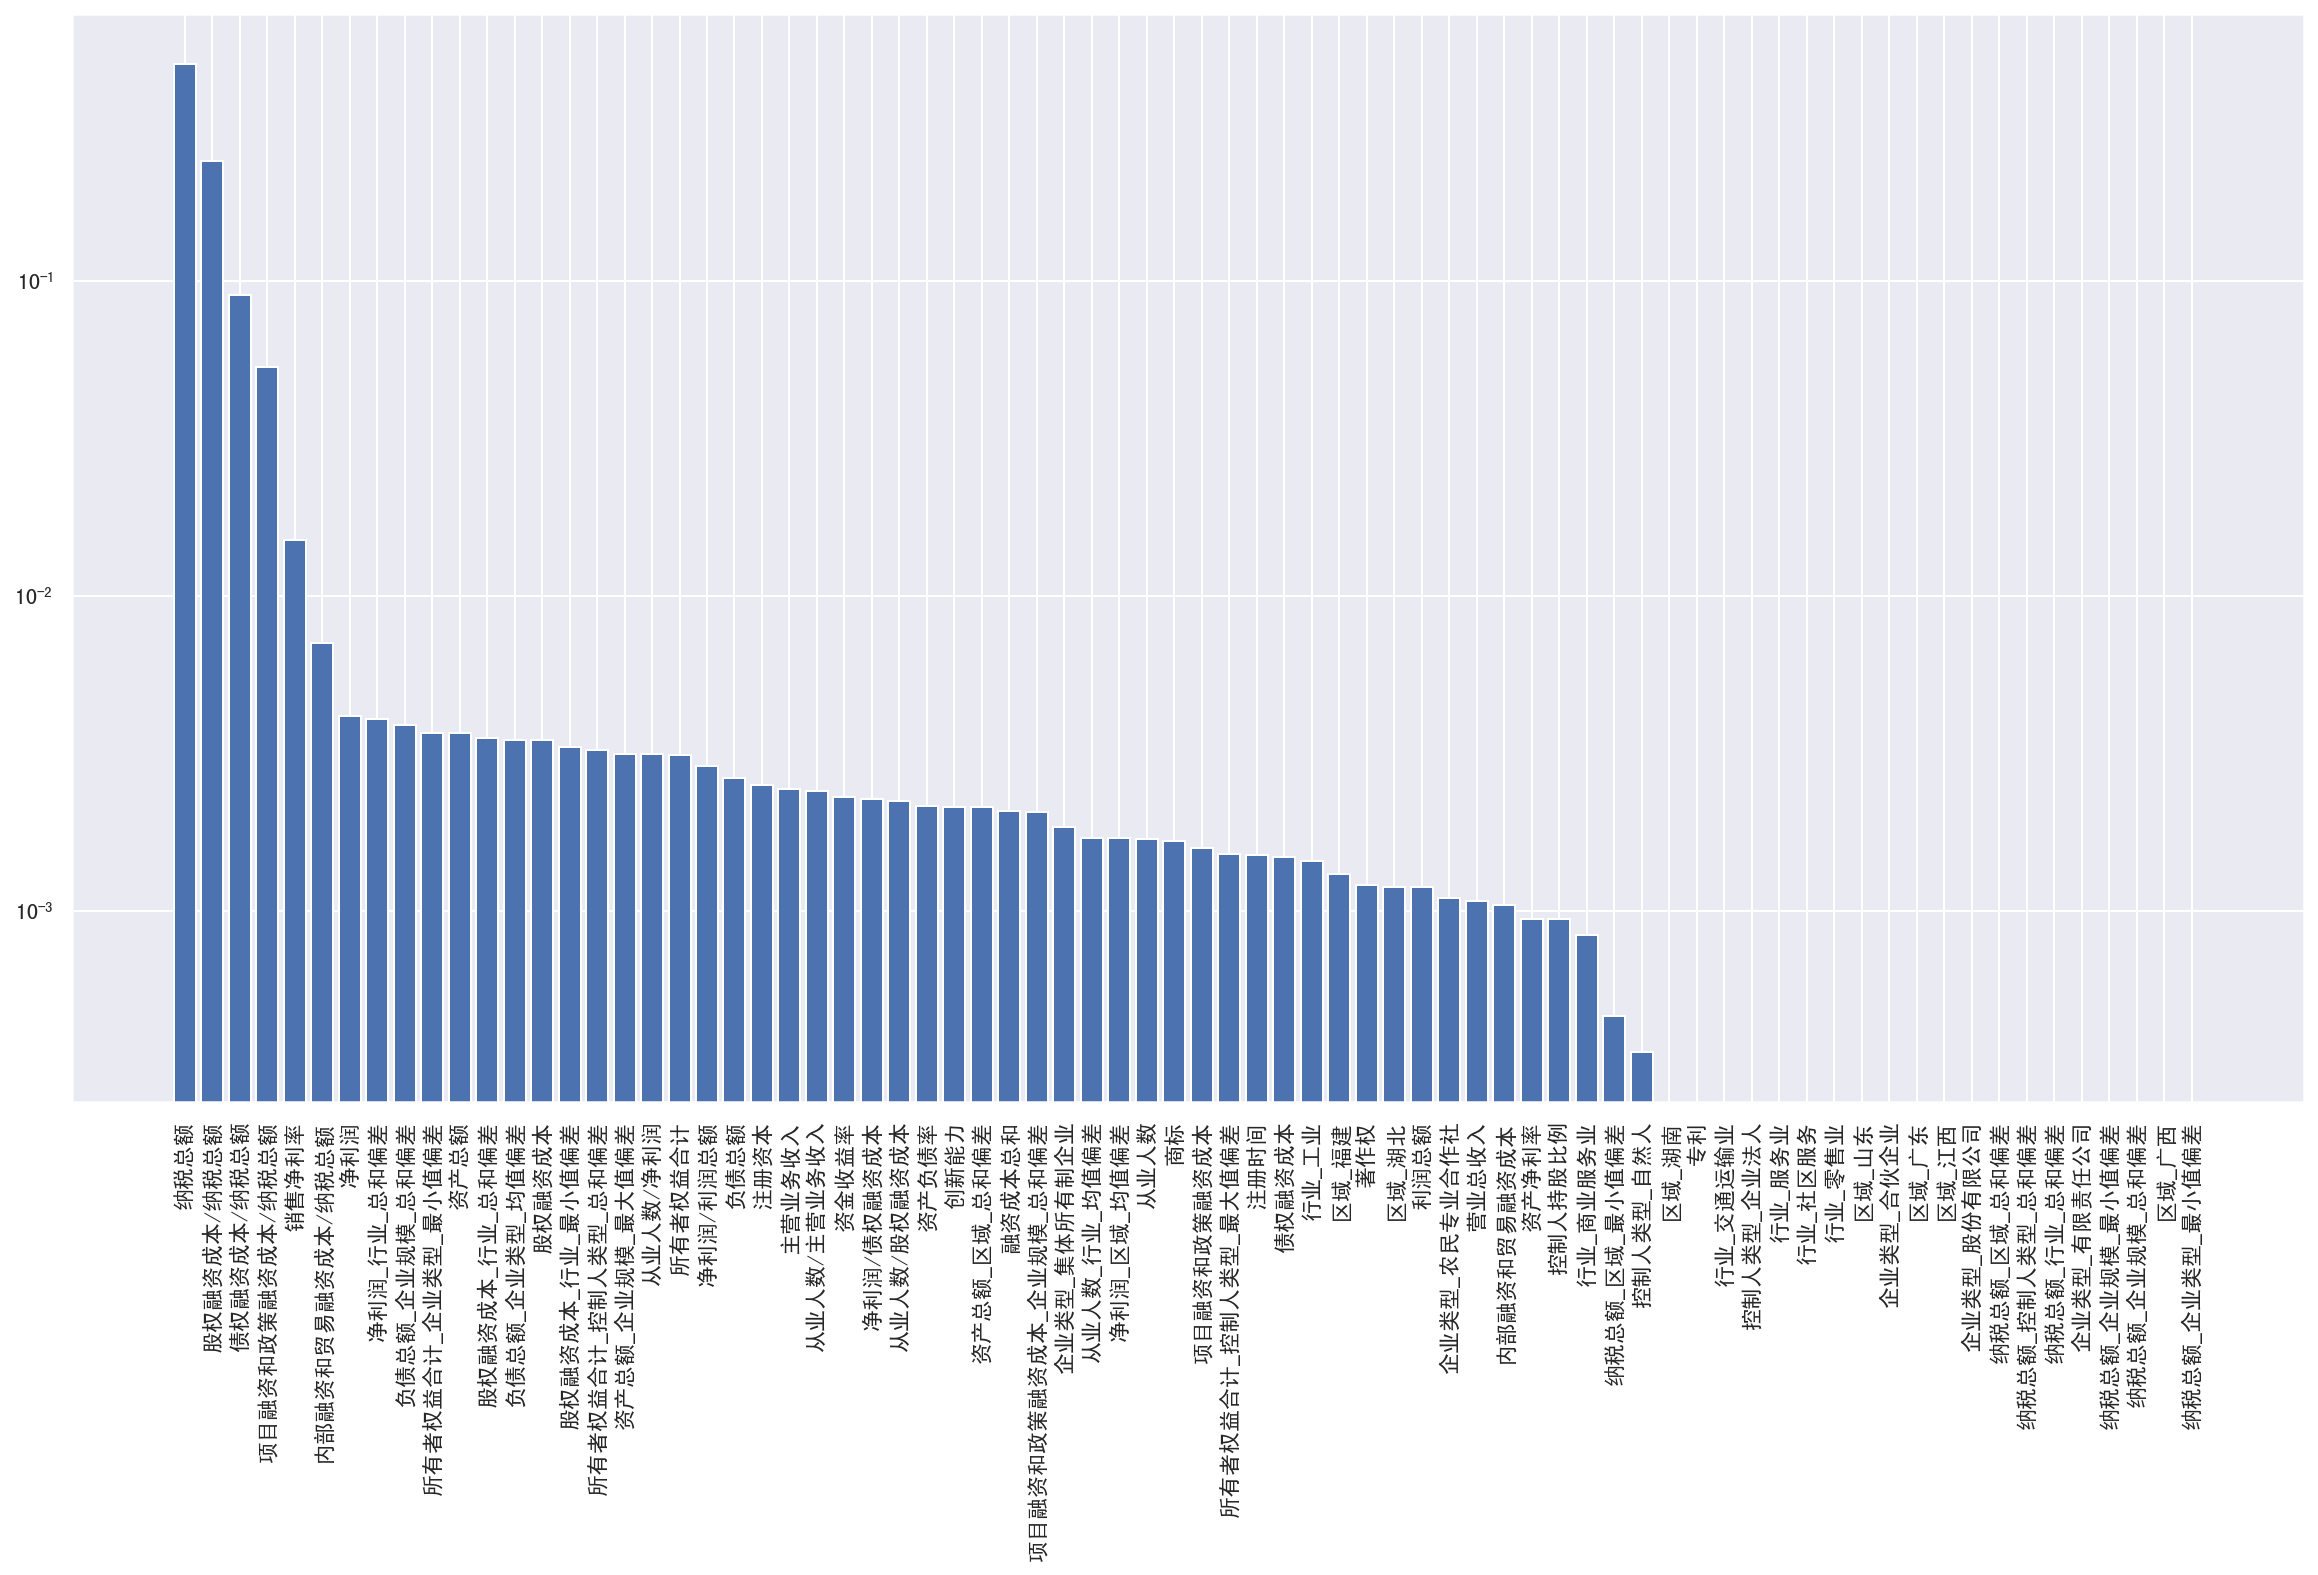 10⁻¹
10⁻²
10⁻³
纳税总额
股权融资成本/纳税总额
债权融资成本/纳税总额
项目融资和政策融资成本/纳税总额
销售净利率
内部融资和贸易融资成本/纳税总额
净利润
净利润_行业_总和偏差
负债总额_企业规模_总和偏差
所有者权益合计_企业类型_最小值偏差
资产总额
股权融资成本_行业_总和偏差
负债总额_企业类型_均值偏差
股权融资成本
股权融资成本_行业_最小值偏差
所有者权益合计_控制人类型_总和偏差
资产总额_企业规模_最大值偏差
从业人数/净利润
所有者权益合计
净利润/利润总额
负债总额
注册资本
主营业务收入
从业人数/主营业务收入
资金收益率
净利润/债权融资成本
从业人数/股权融资成本
资产负债率
创新能力
资产总额_区域_总和偏差
融资成本总和
项目融资和政策融资成本_企业规模_总和偏差
企业类型_集体所有制企业
从业人数_行业_均值偏差
净利润_区域_均值偏差
从业人数
商标
项目融资和政策融资成本
所有者权益合计_控制人类型_最大值偏差
注册时间
债权融资成本
行业_工业
区域_福建
著作权
区域_湖北
利润总额
企业类型_农民专业合作社
营业总收入
内部融资和贸易融资成本
资产净利率
控制人持股比例
行业_商业服务业
纳税总额_区域_最小值偏差
控制人类型_自然人
区域_湖南
专利
行业_交通运输业
控制人类型_企业法人
行业_服务业
行业_社区服务
行业_零售业
区域_山东
企业类型_合伙企业
区域_广东
区域_江西
企业类型_股份有限公司
纳税总额_区域_总和偏差
纳税总额_控制人类型_总和偏差
纳税总额_行业_总和偏差
企业类型_有限责任公司
纳税总额_企业规模_最小值偏差
纳税总额_企业规模_总和偏差
区域_广西
纳税总额_企业类型_最小值偏差